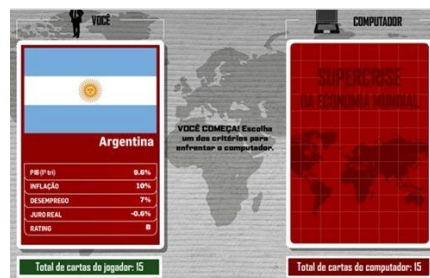 VOCÊ
COMPUTADOR
Argentina
PIB (1º tri) 0.6%
INFLAÇÃO 10%
DESEMPREGO 7%
JURO REAL -0.6%
RATING B
VOCÊ COMEÇA! Escolha
um dos critérios para
enfrentar o computador.
SUPERCRISE
DA ECONOMIA MUNDIAL
Total de cartas do jogador: 15
Total de cartas do computador: 15